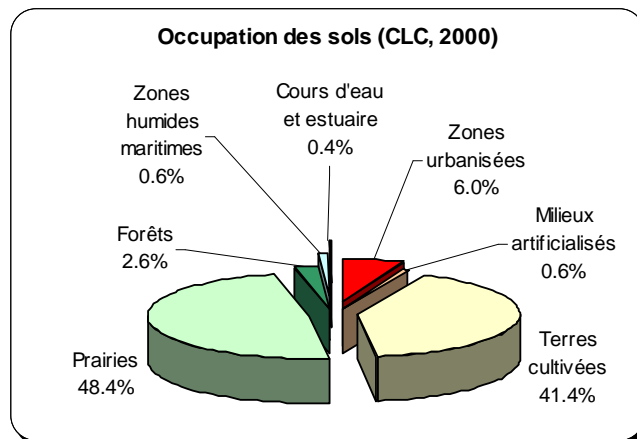 Occupation des sols (CLC, 2000)
Zones
humides
maritimes
0.6%
Cours d'eau
et estuaire
0.4%
Zones
urbanisées
6.0%
Milieux
artificialisés
0.6%
Forêts
2.6%
Prairies
48.4%
Terres
cultivées
41.4%